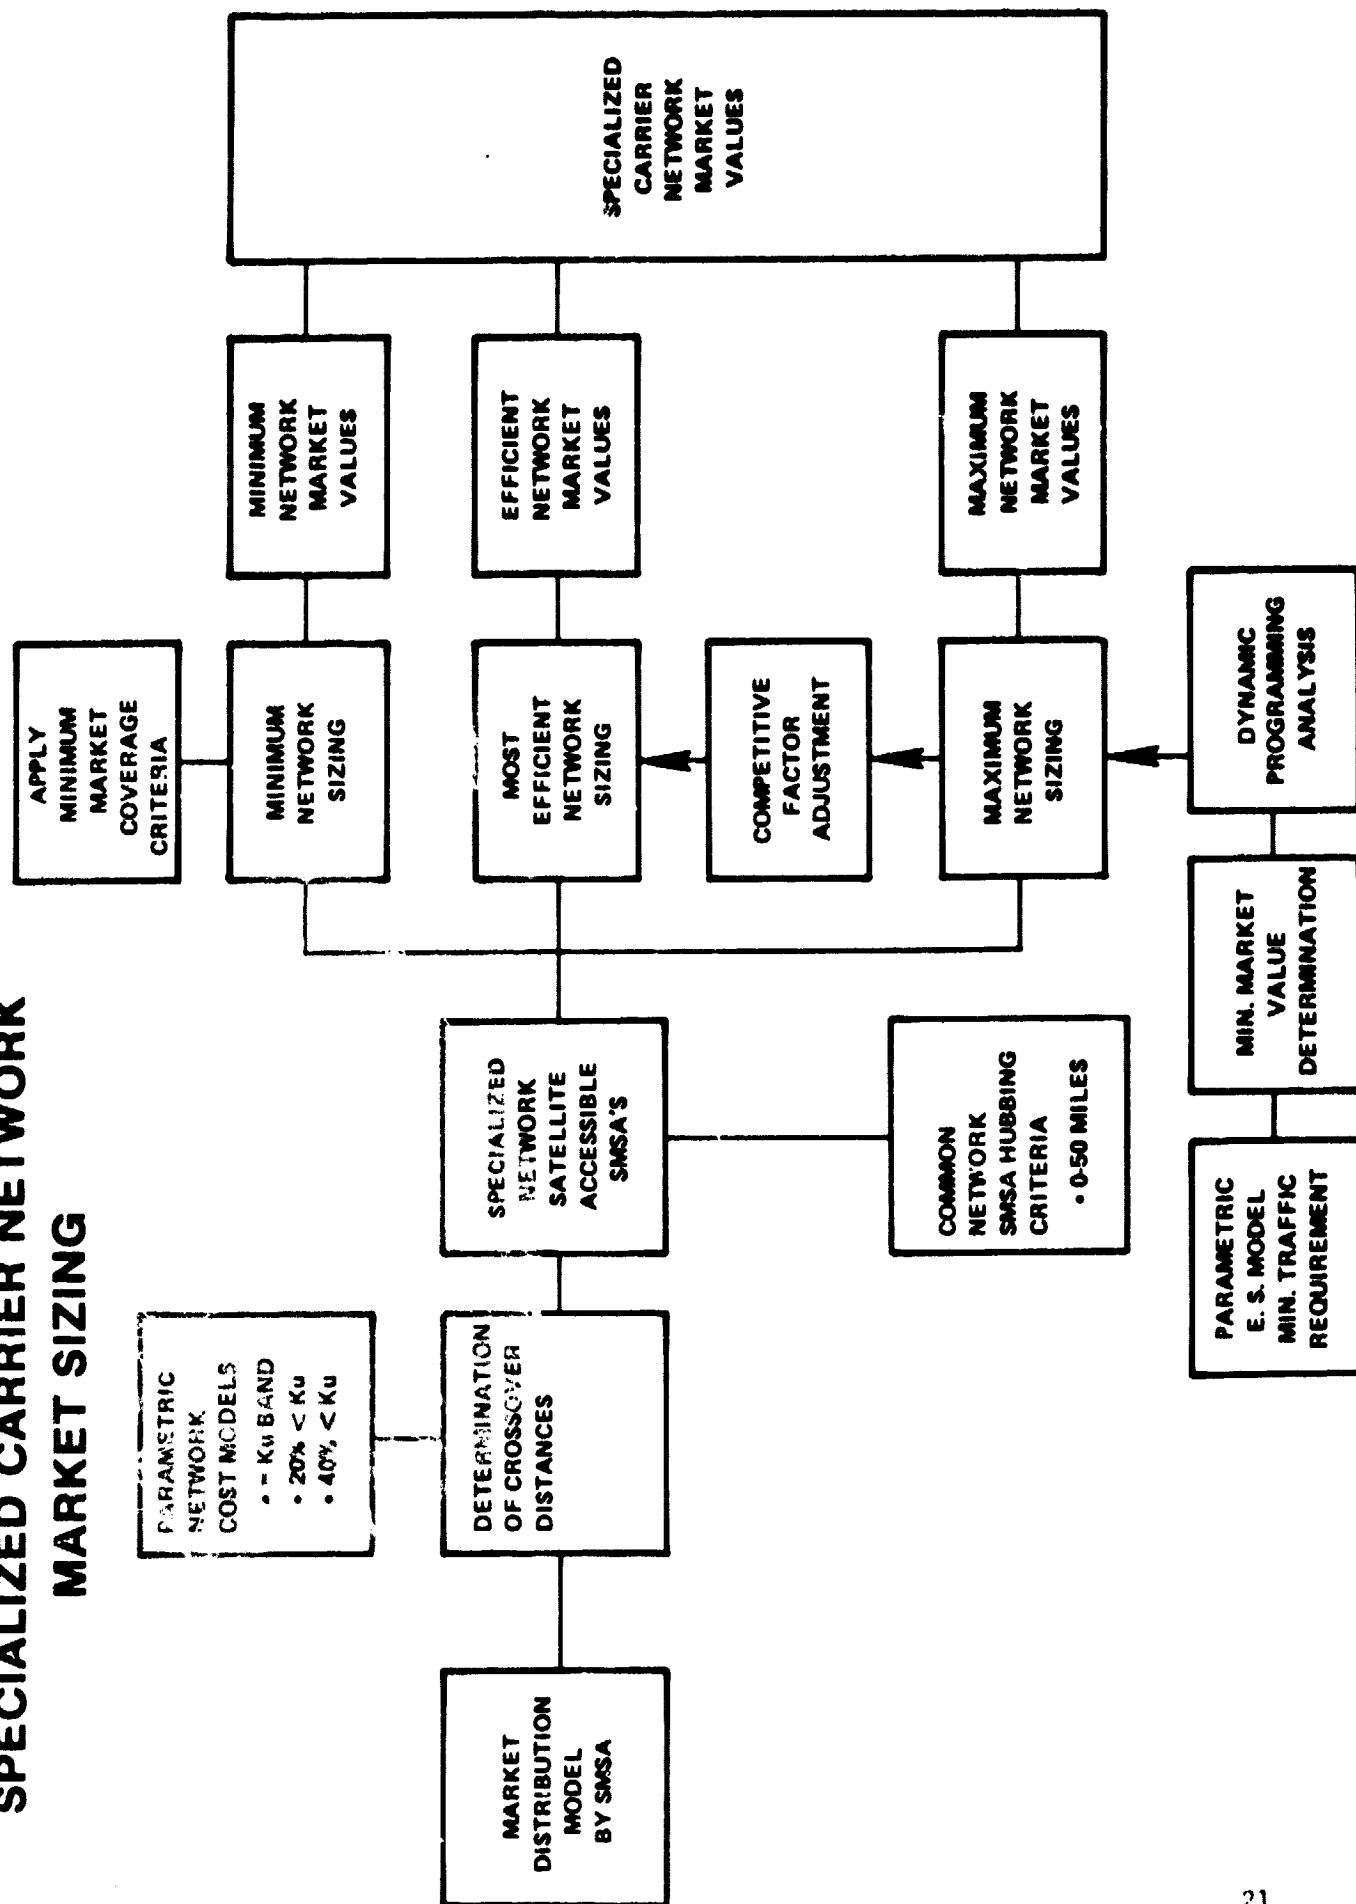 SPECIALIZED CARRIER NETWORK
MARKET SIZING
PARAMETRIC
NETWORK
COST MODELS
• = Ku BAND
• 20% < Ku
• 40% < Ku
APPLY
MINIMUM
MARKET
COVERAGE
CRITERIA
MINIMUM
NETWORK
SIZING
MINIMUM
NETWORK
MARKET
VALUES
MARKET
DISTRIBUTION
MODEL
BY SMSA
DETERMINATION
OF CROSSOVER
DISTANCES
SPECIALIZED
NETWORK
SATELLITE
ACCESSIBLE
SMSA'S
MOST
EFFICIENT
NETWORK
SIZING
EFFICIENT
NETWORK
MARKET
VALUES
SPECIALIZED
CARRIER
NETWORK
MARKET
VALUES
COMPETITIVE
FACTOR
ADJUSTMENT
COMMON
NETWORK
SMSA HUBBING
CRITERIA
• 0-50 MILES
MAXIMUM
NETWORK
SIZING
MAXIMUM
NETWORK
MARKET
VALUES
PARAMETRIC
E. S. MODEL
MIN. TRAFFIC
REQUIREMENT
MIN. MARKET
VALUE
DETERMINATION
DYNAMIC
PROGRAMMING
ANALYSIS
21